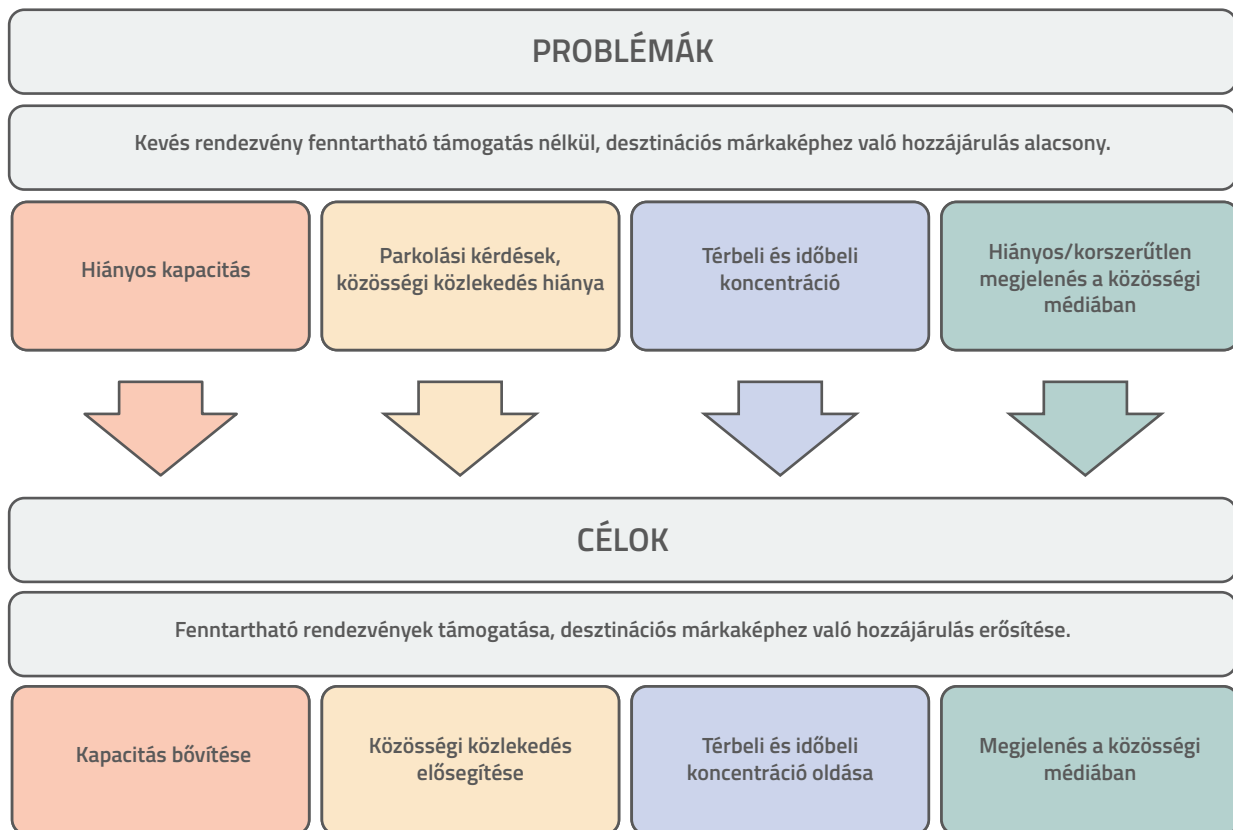 PROBLÉMÁK
Kevés rendezvény fenntartható támogatás nélkül, desztinációs márkaképhez való hozzájárulás alacsony.
Hiányos kapacitás
Parkolási kérdések,
közösségi közlekedés hiánya
Térbeli és időbeli
koncentráció
Hiányos/korszerűtlen
megjelenés a közösségi
médiában
CÉLOK
Fenntartható rendezvények támogatása, desztinációs márkaképhez való hozzájárulás erősítése.
Kapacitás bővítése
Közösségi közlekedés
elősegítése
Térbeli és időbeli
koncentráció oldása
Megjelenés a közösségi
médiában